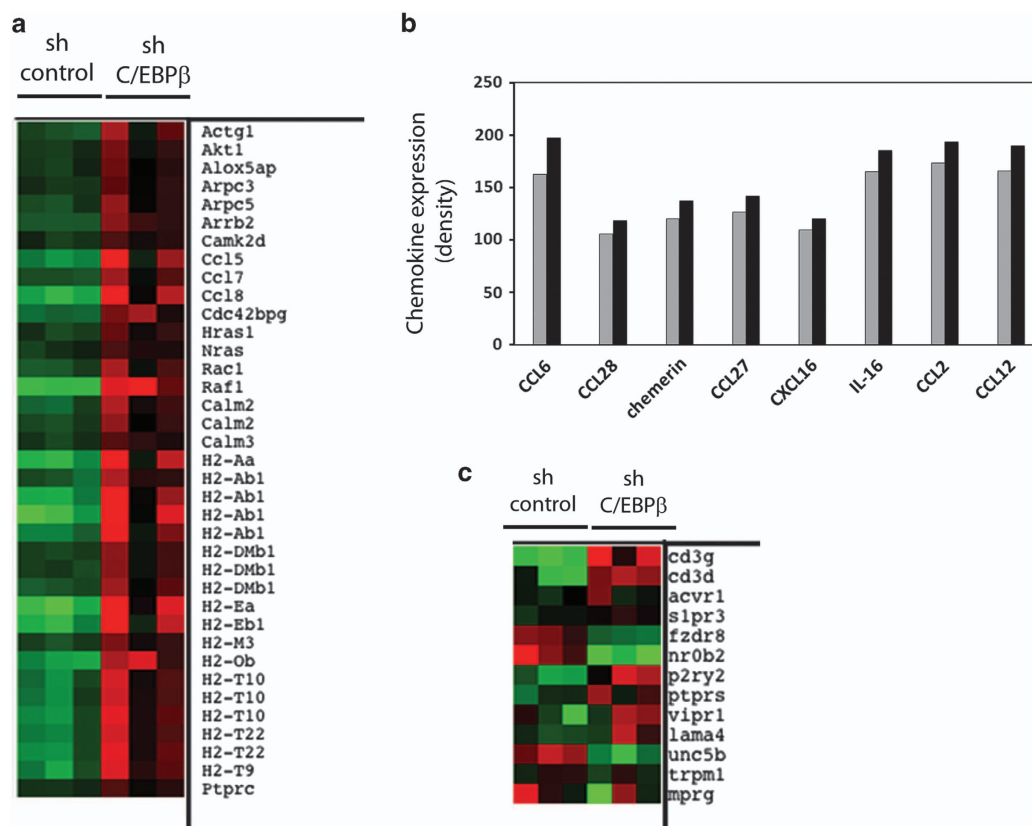 a
sh
control
sh
C/EBPβ
Actg1
Akt1
Alox5ap
Arpc3
Arpc5
Arrb2
Camk2d
Ccl5
Ccl7
Ccl8
Cdc42bpg
Hras1
Nras
Rac1
Raf1
Calm2
Calm2
Calm3
H2-Aa
H2-Ab1
H2-Ab1
H2-Ab1
H2-Ab1
H2-DMb1
H2-DMb1
H2-DMb1
H2-Ea
H2-Eb1
H2-M3
H2-Ob
H2-T10
H2-T10
H2-T10
H2-T22
H2-T22
H2-T9
Ptprc
b
Chemokine expression
(density)
250
200
150
100
50
0
CCL6
CCL28
chemerin
CCL27
CXCL16
IL-16
CCL2
CCL12
c
sh
control
sh
C/EBPβ
cd3g
cd3d
acvr1
s1pr3
fzdr8
nr0b2
p2ry2
ptprs
vipr1
lama4
unc5b
trpm1
mprg